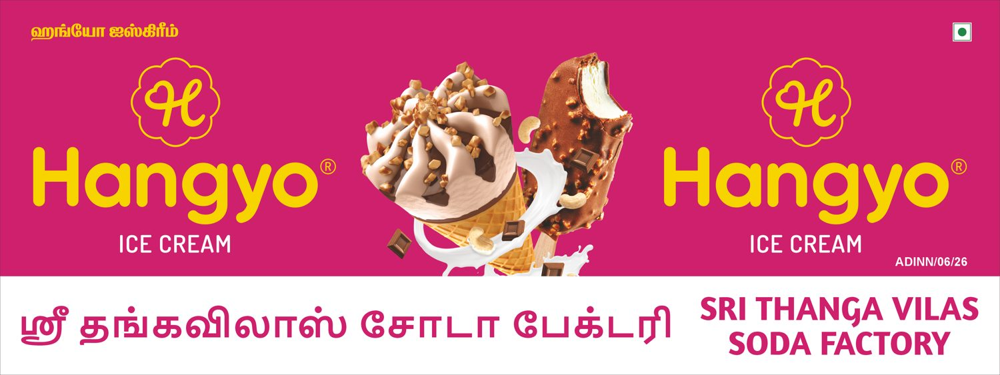 ஹங்யோ ஐஸ்கிரீம்
H
Hangyo®
ICE CREAM
H
Hangyo®
ICE CREAM
ADINN/06/26
ஸ்ரீ தங்கவிலாஸ் சோடா பேக்டரி
SRI THANGA VILAS
SODA FACTORY